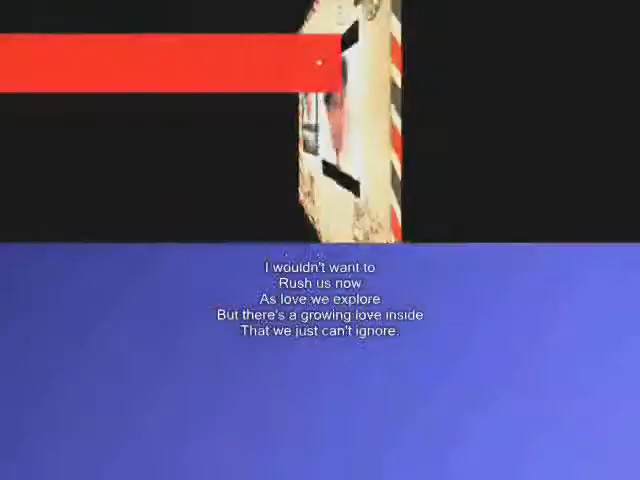 I wouldn't want to
Rush us now
As love we explore
But there's a growing love inside
That we just can't ignore.